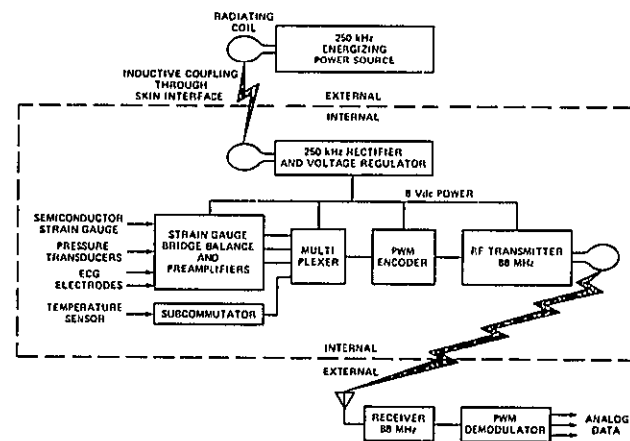 RADIATING
COIL
250 kHz
ENERGIZING
POWER SOURCE
INDUCTIVE COUPLING
THROUGH
SKIN INTERFACE
EXTERNAL
INTERNAL
250 kHz RECTIFIER
AND VOLTAGE REGULATOR
8 Vdc POWER
SEMICONDUCTOR
STRAIN GAUGE
PRESSURE
TRANSDUCERS
ECG
ELECTRODES
TEMPERATURE
SENSOR
STRAIN GAUGE
BRIDGE BALANCE
AND
PREAMPLIFIERS
SUBCOMMUTATOR
MULTI
PLEXER
PWM
ENCODER
RF TRANSMITTER
88 MHz
INTERNAL
EXTERNAL
RECEIVER
88 MHz
PWM
DEMODULATOR
ANALOG
DATA